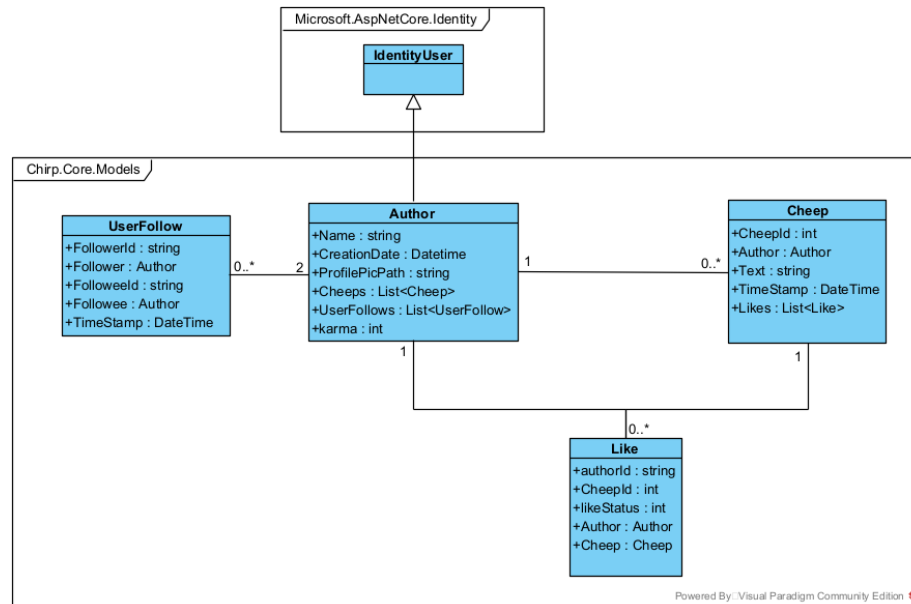 Microsoft.AspNetCore.Identity
IdentityUser
Chirp.Core.Models
UserFollow
+FollowerId : string
+Follower : Author
+FolloweeId : string
+Followee : Author
+TimeStamp : DateTime
0..*
2
Author
+Name : string
+CreationDate : Datetime
+ProfilePicPath : string
+Cheeps : List<Cheep>
+UserFollows : List<UserFollow>
+karma : int
1
0..*
Cheep
+CheepId : int
+Author : Author
+Text : string
+TimeStamp : DateTime
+Likes : List<Like>
1
1
0..*
Like
+authorId : string
+CheepId : int
+likeStatus : int
+Author : Author
+Cheep : Cheep
Powered By Visual Paradigm Community Edition